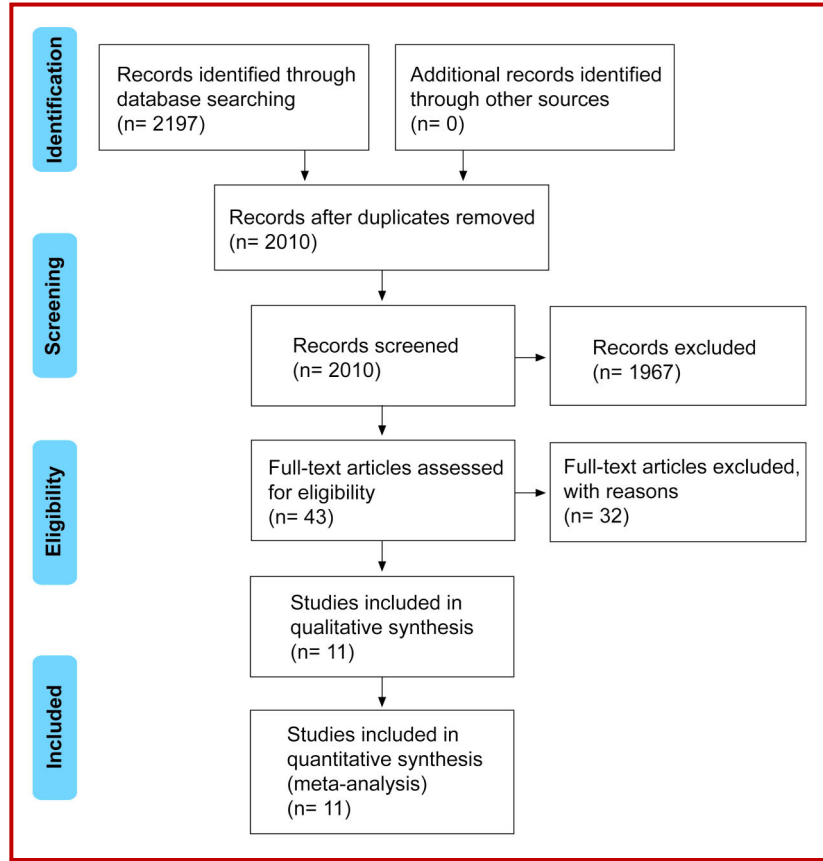 Identification
Records identified through
database searching
(n= 2197)
Additional records identified
through other sources
(n= 0)
Records after duplicates removed
(n= 2010)
Screening
Records screened
(n= 2010)
Records excluded
(n= 1967)
Eligibility
Full-text articles assessed
for eligibility
(n= 43)
Full-text articles excluded,
with reasons
(n= 32)
Studies included in
qualitative synthesis
(n= 11)
Included
Studies included in
quantitative synthesis
(meta-analysis)
(n= 11)